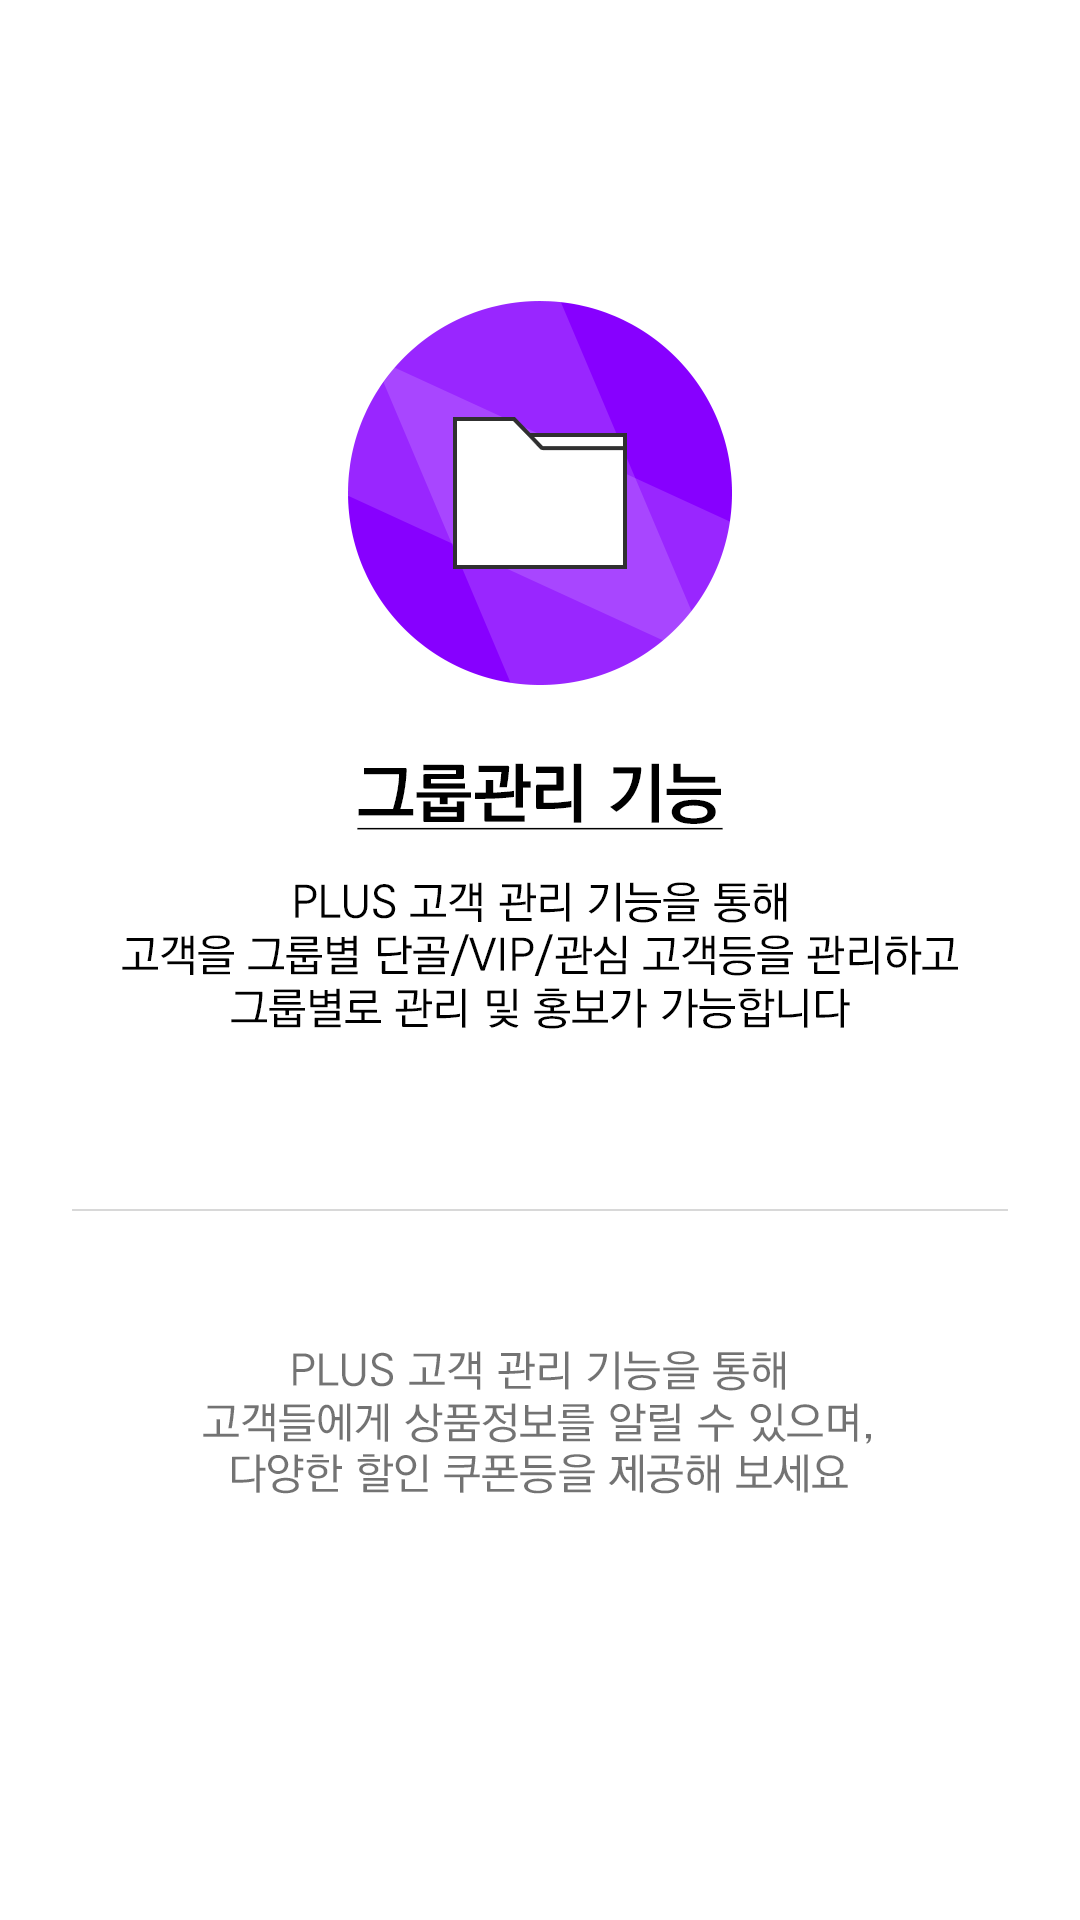 그룹관리 기능
PLUS 고객 관리 기능을 통해
고객을 그룹별 단골/VIP/관심 고객등을 관리하고
그룹별로 관리 및 홍보가 가능합니다
PLUS 고객 관리 기능을 통해
고객들에게 상품정보를 알릴 수 있으며,
다양한 할인 쿠폰등을 제공해 보세요